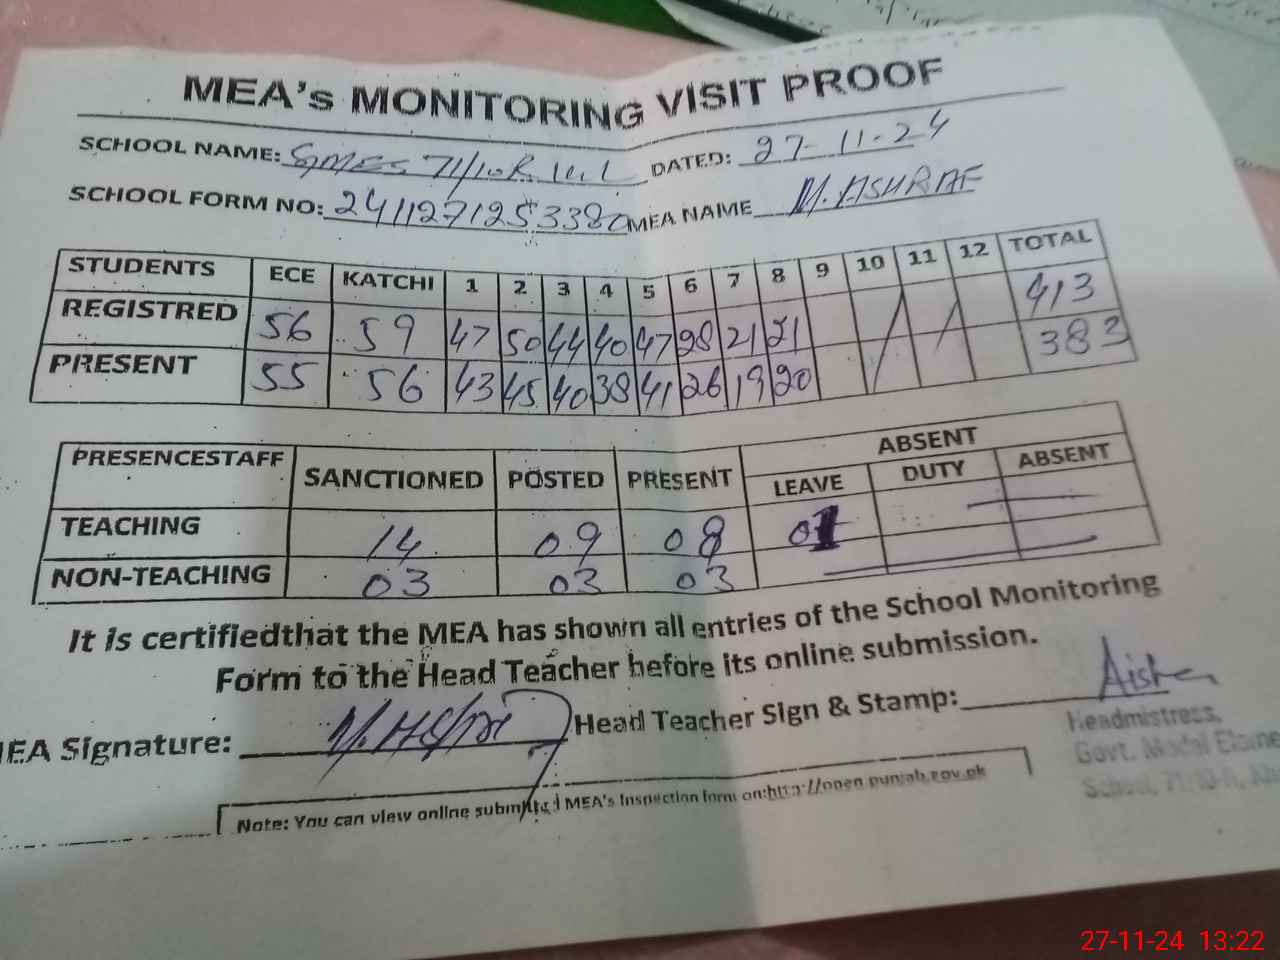 MEA's MONITORING VISIT PROOF
SCHOOL NAME: 71/10R DATED: 27-11-24
SCHOOL FORM NO: MEA NAME M. ASHRAF
STUDENTS ECE KATCHI 1 2 3 4 5 6 7 8 9 10 11 12 TOTAL
REGISTRED 56 59 47 50 44 40 47 28 21 21 413
PRESENT 55 56 43 45 40 38 41 26 19 20 383
ABSENT
PRESENCESTAFF SANCTIONED POSTED PRESENT LEAVE DUTY ABSENT
TEACHING 14 09 08 01
NON-TEACHING 03 03 03
It is certifiedthat the MEA has shown all entries of the School Monitoring
Form to the Head Teacher before its online submission.
MEA Signature: Head Teacher Sign & Stamp:
Headmistress,
Govt. Model Eleme
School, 71/10-R,
Note: You can view online submitted MEA's Inspection form on:http://open.punjab.gov.pk
27-11-24 13:22